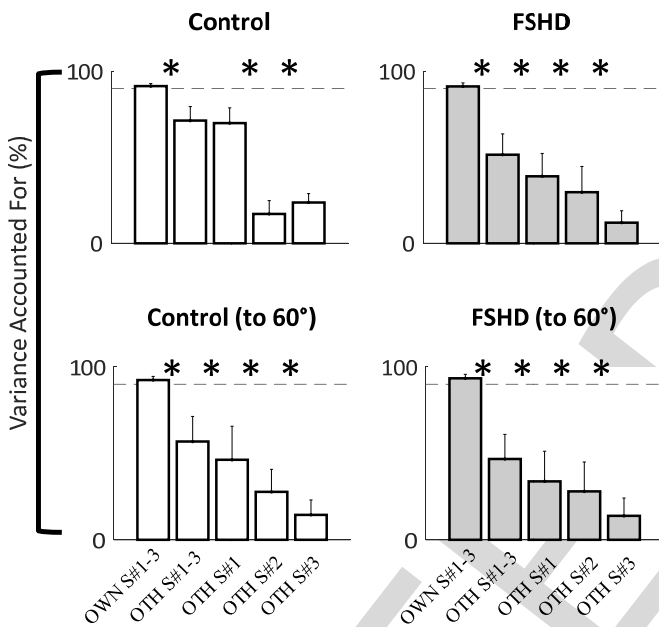 Control
FSHD
100
* * *
0
100
* * * *
0
Variance Accounted For (%)
Control (to 60°)
FSHD (to 60°)
100
* * * *
0
100
* * * *
0
OWN S#1-3
OTH S#1-3
OTH S#1
OTH S#2
OTH S#3
OWN S#1-3
OTH S#1-3
OTH S#1
OTH S#2
OTH S#3